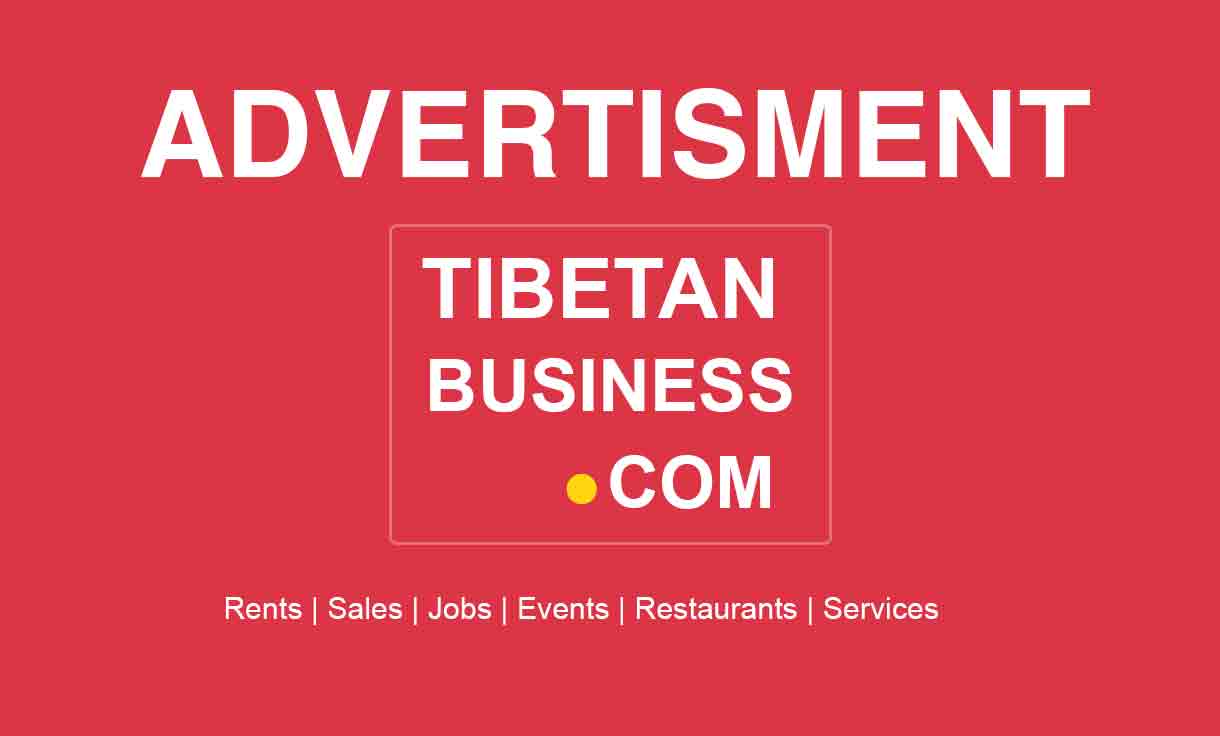 ADVERTISMENT
TIBETAN
BUSINESS
.COM
Rents | Sales | Jobs | Events | Restaurants | Services